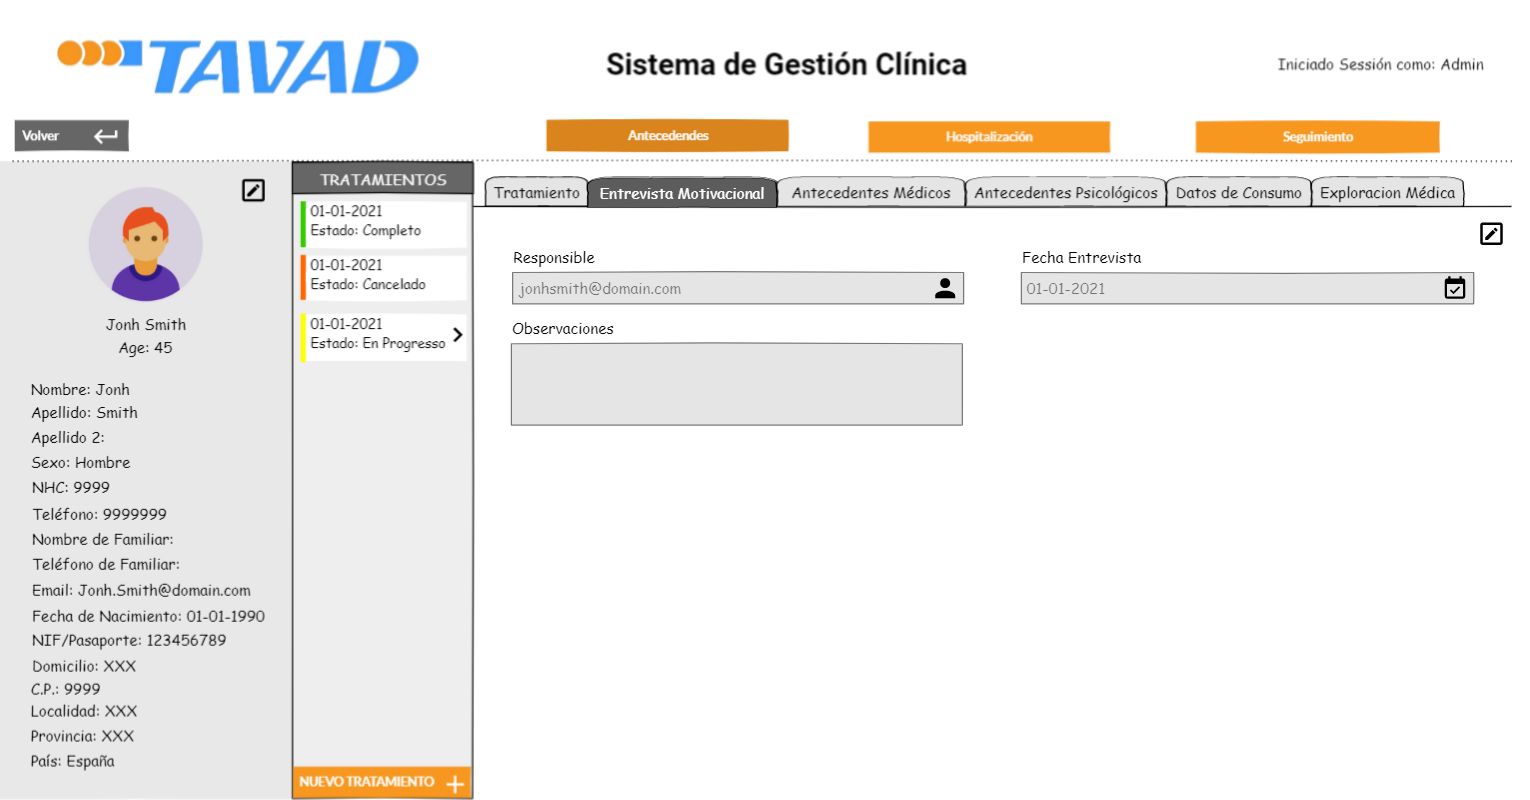 TAVAD
Sistema de Gestión Clínica
Iniciado Sessión como: Admin
Volver
Antecedendes
Hospitalización
Seguimiento
Jonh Smith
Age: 45
Nombre: Jonh
Apellido: Smith
Apellido 2:
Sexo: Hombre
NHC: 9999
Teléfono: 9999999
Nombre de Familiar:
Teléfono de Familiar:
Email: Jonh.Smith@domain.com
Fecha de Nacimiento: 01-01-1990
NIF/Pasaporte: 123456789
Domicilio: XXX
C.P.: 9999
Localidad: XXX
Provincia: XXX
País: España
TRATAMIENTOS
01-01-2021
Estado: Completo
01-01-2021
Estado: Cancelado
01-01-2021
Estado: En Progresso
NUEVO TRATAMIENTO
Tratamiento
Entrevista Motivacional
Antecedentes Médicos
Antecedentes Psicológicos
Datos de Consumo
Exploracion Médica
Responsible
jonhsmith@domain.com
Fecha Entrevista
01-01-2021
Observaciones